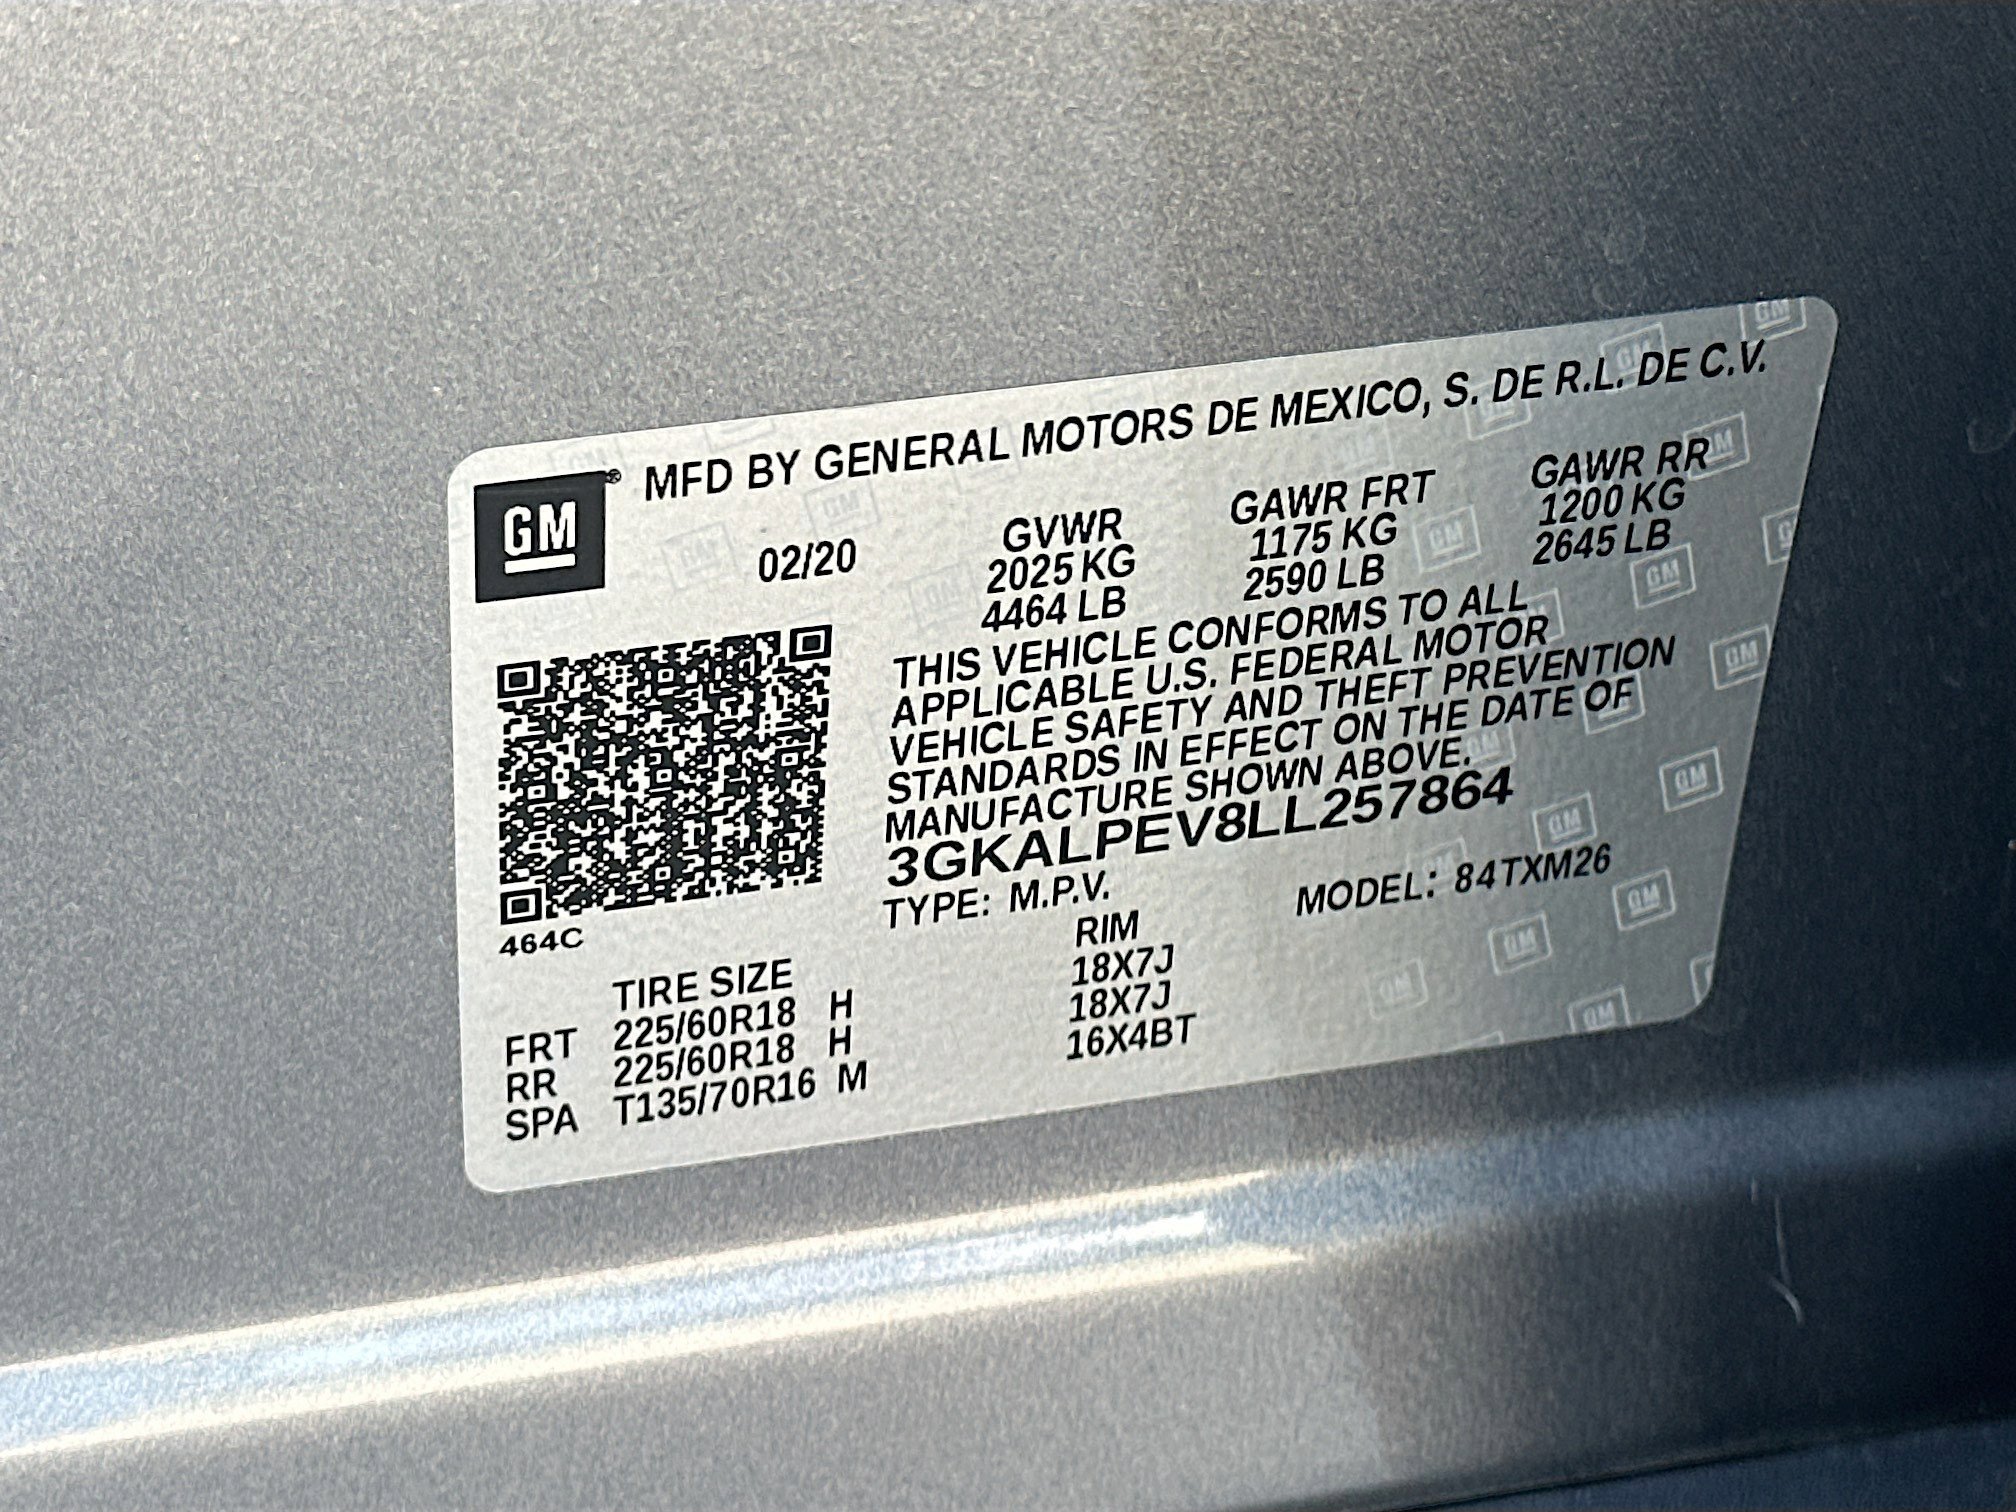 GM ® MFD BY GENERAL MOTORS DE MEXICO, S. DE R.L. DE C.V.
02/20 GVWR GAWR FRT GAWR RR
2025 KG 1175 KG 1200 KG
4464 LB 2590 LB 2645 LB
THIS VEHICLE CONFORMS TO ALL
APPLICABLE U.S. FEDERAL MOTOR
VEHICLE SAFETY AND THEFT PREVENTION
STANDARDS IN EFFECT ON THE DATE OF
MANUFACTURE SHOWN ABOVE.
3GKALPEV8LL257864
TYPE: M.P.V. MODEL: 84TXM26
464C
TIRE SIZE RIM
FRT 225/60R18 H 18X7J
RR 225/60R18 H 18X7J
SPA T135/70R16 M 16X4BT